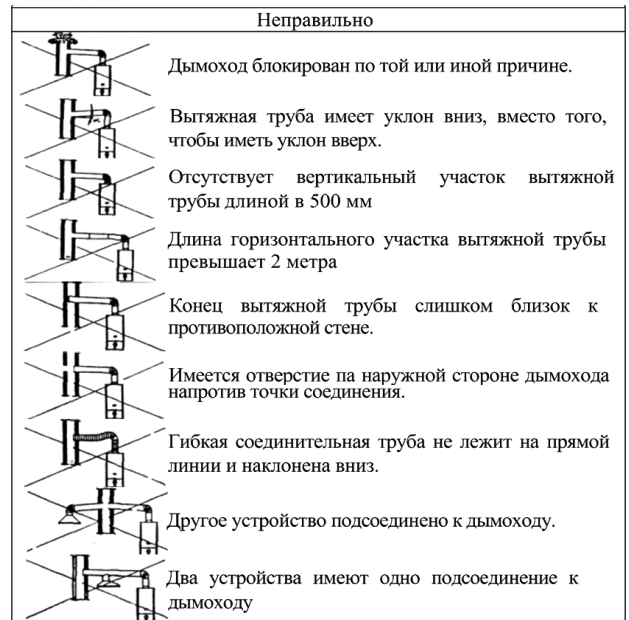 Неправильно
Дымоход блокирован по той или иной причине.
Вытяжная труба имеет уклон вниз, вместо того,
чтобы иметь уклон вверх.
Отсутствует вертикальный участок вытяжной
трубы длиной в 500 мм
Длина горизонтального участка вытяжной трубы
превышает 2 метра
Конец вытяжной трубы слишком близок к
противоположной стене.
Имеется отверстие па наружной стороне дымохода
напротив точки соединения.
Гибкая соединительная труба не лежит на прямой
линии и наклонена вниз.
Другое устройство подсоединено к дымоходу.
Два устройства имеют одно подсоединение к
дымоходу